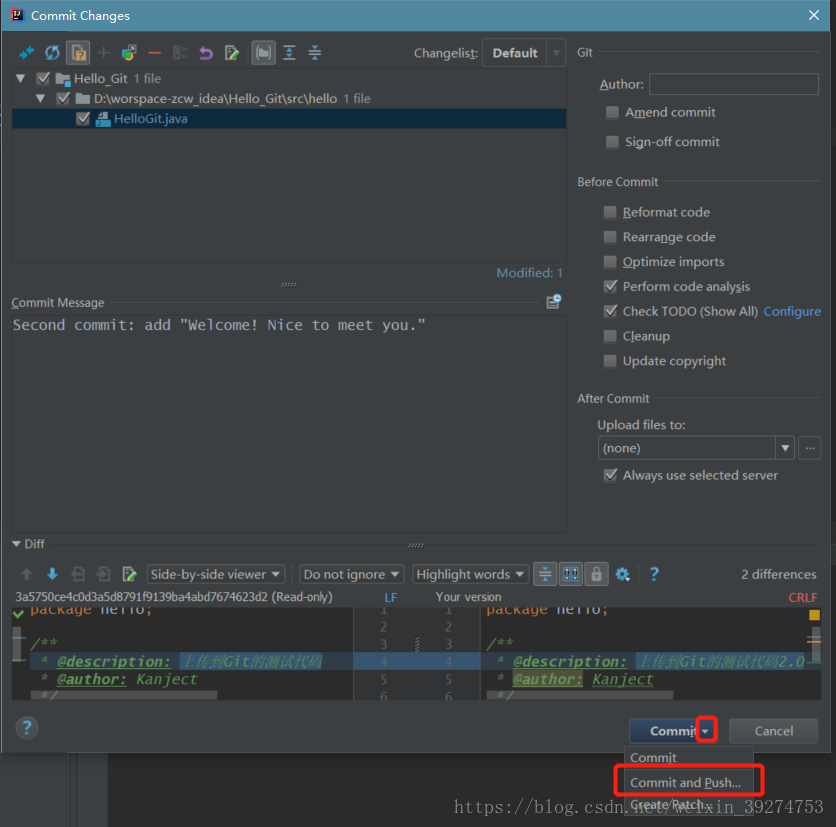 Commit Changes
Changelist: Default
Hello_Git 1 file
D:\worspace-zcw_idea\Hello_Git\src\hello 1 file
HelloGit.java
Modified: 1
Commit Message
Second commit: add "Welcome! Nice to meet you."
Git
Author:
Amend commit
Sign-off commit
Before Commit
Reformat code
Rearrange code
Optimize imports
Perform code analysis
Check TODO (Show All) Configure
Cleanup
Update copyright
After Commit
Upload files to:
(none)
...
Always use selected server
Diff
Side-by-side viewer Do not ignore Highlight words ? 2 differences
3a5750ce4c0d3a5d8791f9139ba4abd7674623d2 (Read-only) LF Your version CRLF
package hello; 1 1 package hello;
2 2
/** 3 3 /**
* @description: 上传到Git的测试代码 4 4 * @description: 上传到Git的测试代码2.0
* @author: Kanject 5 5 * @author: Kanject
*/ 6 6 */
? Commit Cancel
Commit
Commit and Push...
Create Patch...
https://blog.csdn.net/weixin_39274753